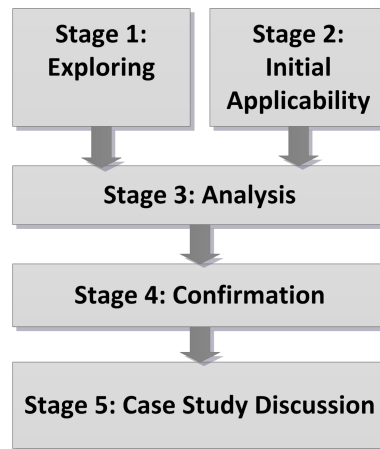 Stage 1:
Exploring
Stage 2:
Initial
Applicability
Stage 3: Analysis
Stage 4: Confirmation
Stage 5: Case Study Discussion